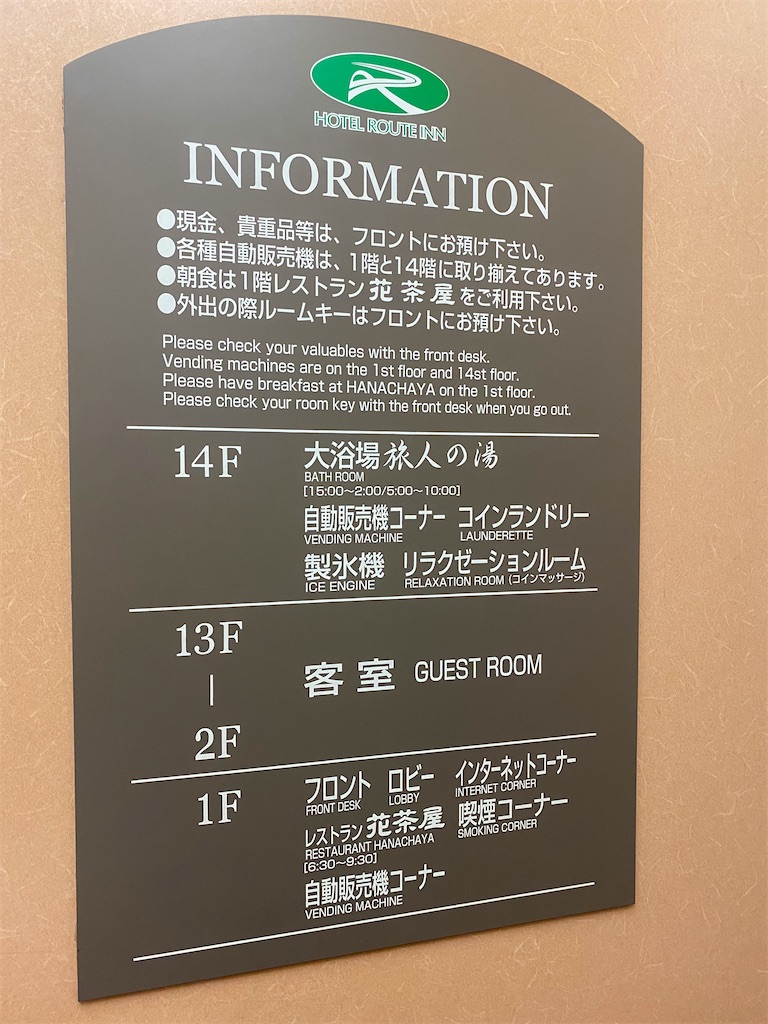 HOTEL ROUTE INN
INFORMATION
●現金、貴重品等は、フロントにお預け下さい。
●各種自動販売機は、1階と14階に取り揃えてあります。
●朝食は1階レストラン花茶屋をご利用下さい。
●外出の際ルームキーはフロントにお預け下さい。
Please check your valuables with the front desk.
Vending machines are on the 1st floor and 14st floor.
Please have breakfast at HANACHAYA on the 1st floor.
Please check your room key with the front desk when you go out.
14F
大浴場 旅人の湯
BATH ROOM
[15:00~2:00/5:00~10:00]
自動販売機コーナー コインランドリー
VENDING MACHINE LAUNDERETTE
製氷機 リラクゼーションルーム
ICE ENGINE RELAXATION ROOM (コインマッサージ)
13F
|
2F
客室 GUEST ROOM
1F
フロント ロビー インターネットコーナー
FRONT DESK LOBBY INTERNET CORNER
レストラン 花茶屋 喫煙コーナー
RESTAURANT HANACHAYA SMOKING CORNER
[6:30~9:30]
自動販売機コーナー
VENDING MACHINE